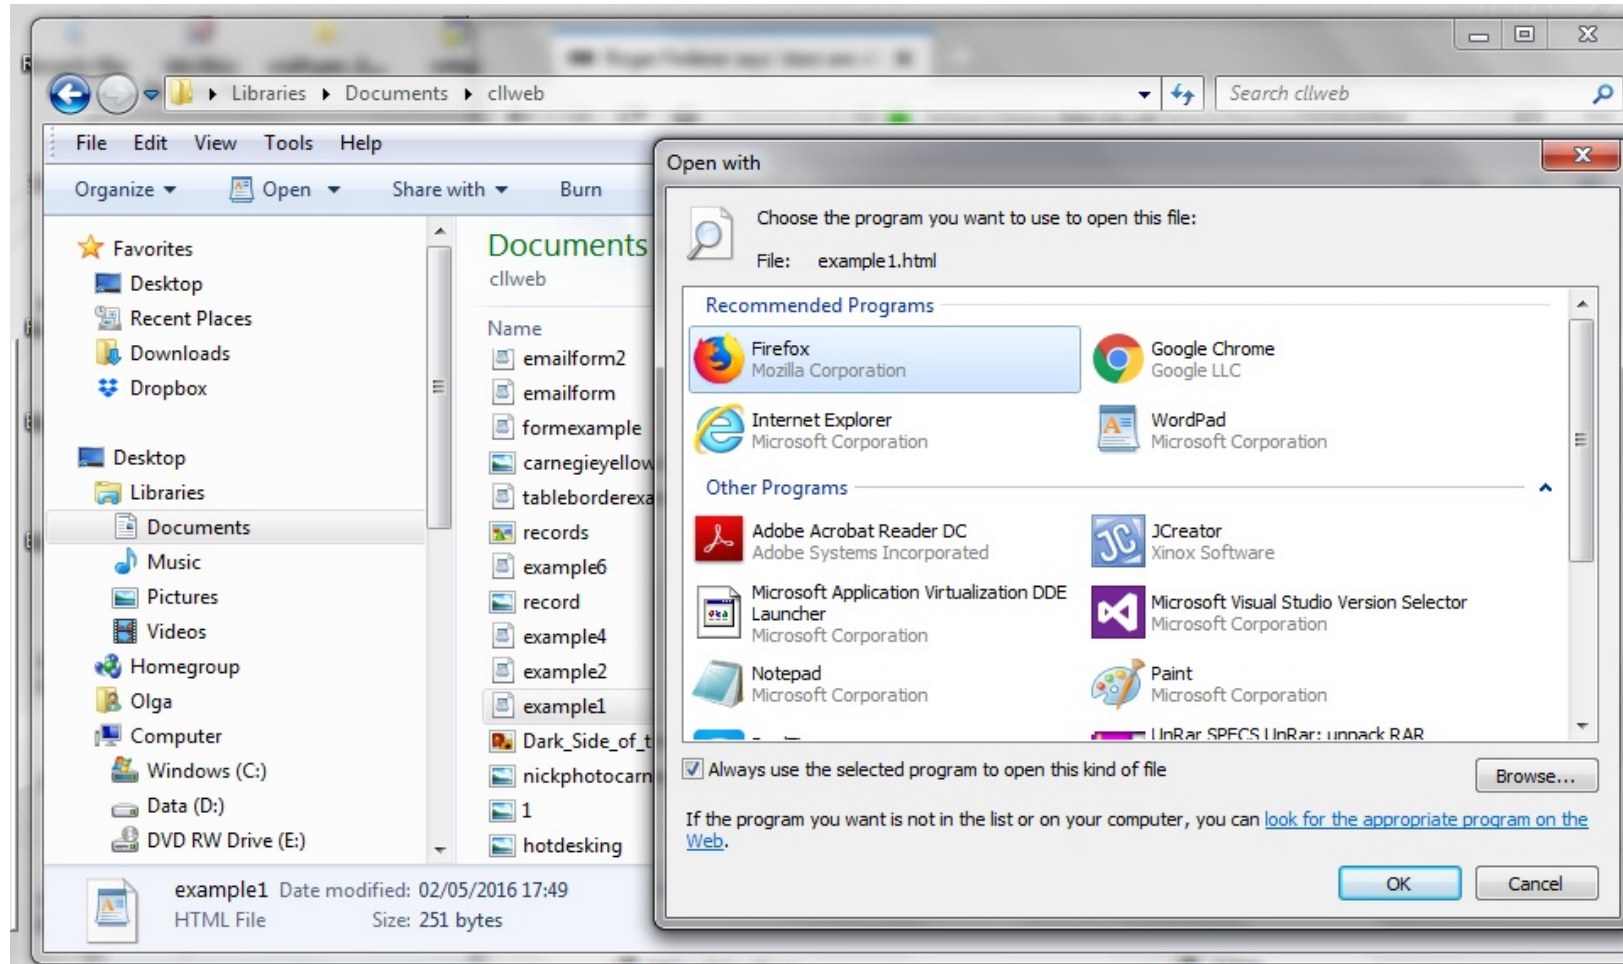 Libraries Documents cllweb
Search cllweb
File Edit View Tools Help
Organize Open Share with Burn
Favorites
Desktop
Recent Places
Downloads
Dropbox
Desktop
Libraries
Documents
Music
Pictures
Videos
Homegroup
Olga
Computer
Windows (C:)
Data (D:)
DVD RW Drive (E:)
Documents
cllweb
Name
emailform2
emailform
formexample
carnegieyellow
tableborderexa
records
example6
record
example4
example2
example1
Dark_Side_of_t
nickphotocarn
1
hotdesking
example1 Date modified: 02/05/2016 17:49
HTML File Size: 251 bytes
Open with
Choose the program you want to use to open this file:
File: example1.html
Recommended Programs
Firefox
Mozilla Corporation
Google Chrome
Google LLC
Internet Explorer
Microsoft Corporation
WordPad
Microsoft Corporation
Other Programs
Adobe Acrobat Reader DC
Adobe Systems Incorporated
JCreator
Xinox Software
Microsoft Application Virtualization DDE
Launcher
Microsoft Corporation
Microsoft Visual Studio Version Selector
Microsoft Corporation
Notepad
Microsoft Corporation
Paint
Microsoft Corporation
UnRar SPECS UnRar: unpack RAR
Always use the selected program to open this kind of file
Browse...
If the program you want is not in the list or on your computer, you can look for the appropriate program on the
Web.
OK Cancel